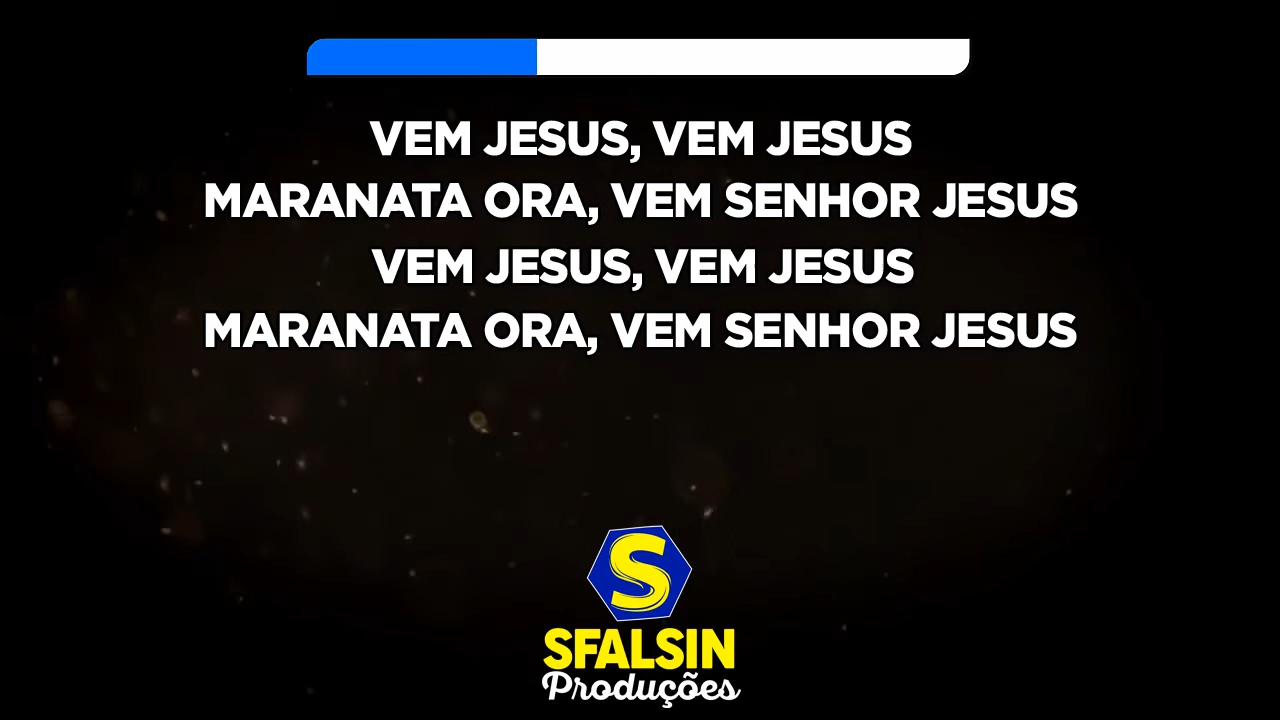 VEM JESUS, VEM JESUS
MARANATA ORA, VEM SENHOR JESUS
VEM JESUS, VEM JESUS
MARANATA ORA, VEM SENHOR JESUS
S
SFALSIN
Produções